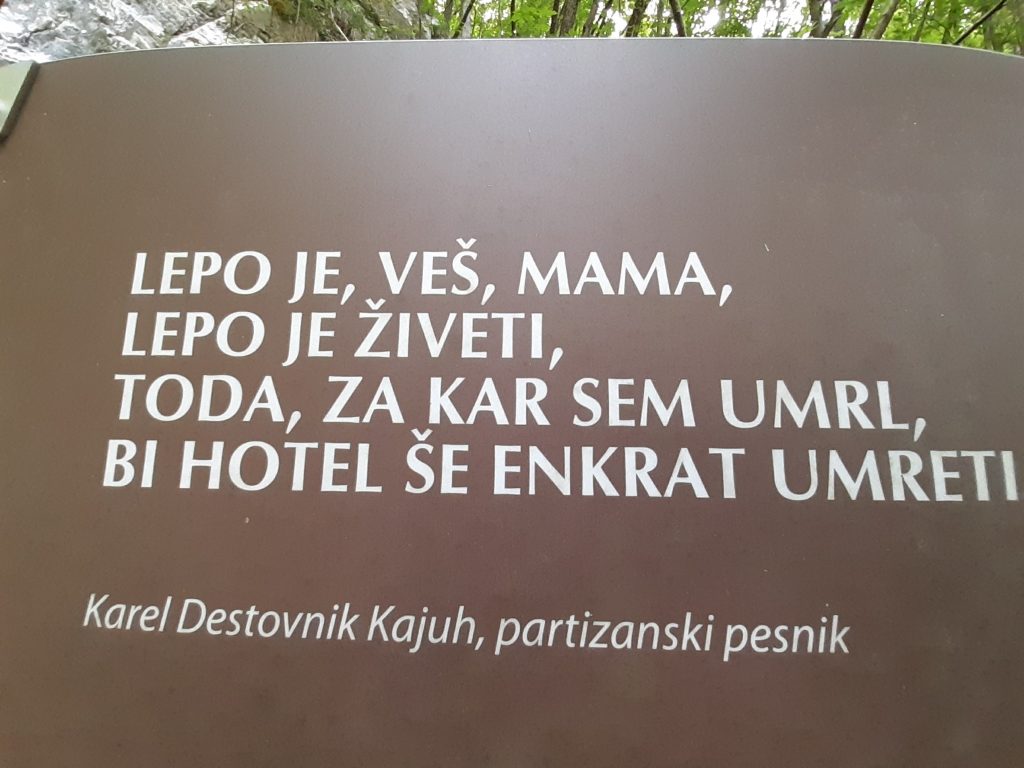 LEPO JE, VEŠ, MAMA,
LEPO JE ŽIVETI,
TODA, ZA KAR SEM UMRL,
BI HOTEL ŠE ENKRAT UMRETI
Karel Destovnik Kajuh, partizanski pesnik